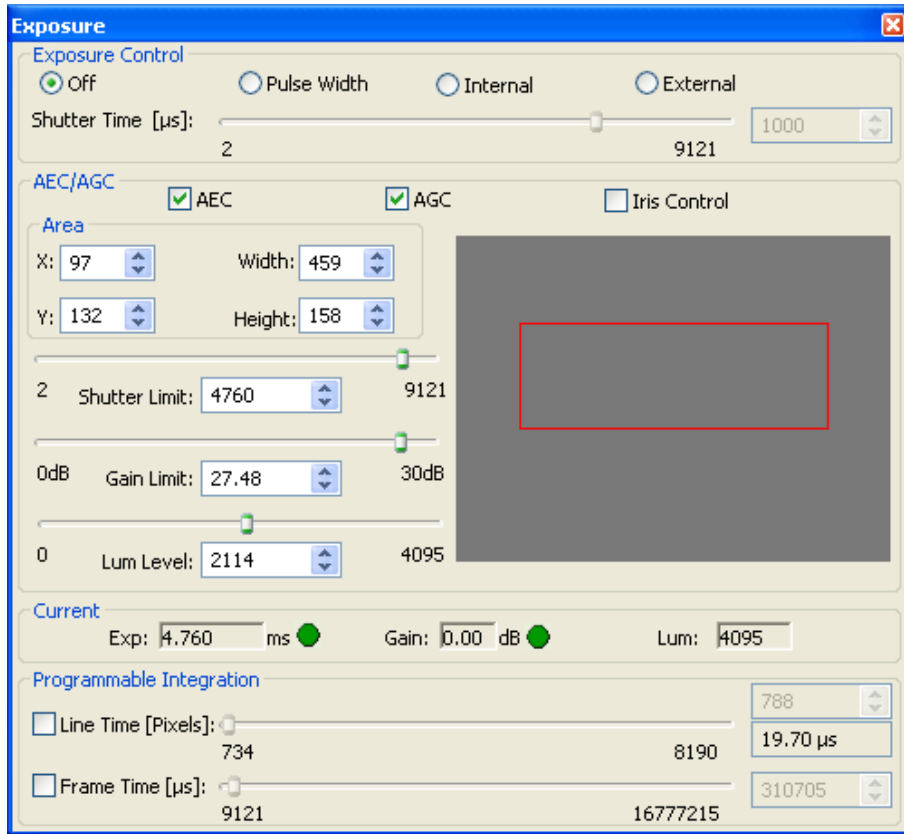 Exposure
Exposure Control
Off Pulse Width Internal External
Shutter Time [µs]: 1000
2 9121
AEC/AGC
AEC AGC Iris Control
Area
X: 97 Width: 459
Y: 132 Height: 158
2 Shutter Limit: 4760 9121
0dB Gain Limit: 27.48 30dB
0 Lum Level: 2114 4095
Current
Exp: 4.760 ms Gain: 0.00 dB Lum: 4095
Programmable Integration
788
Line Time [Pixels]: 19.70 µs
734 8190
Frame Time [µs]: 310705
9121 16777215